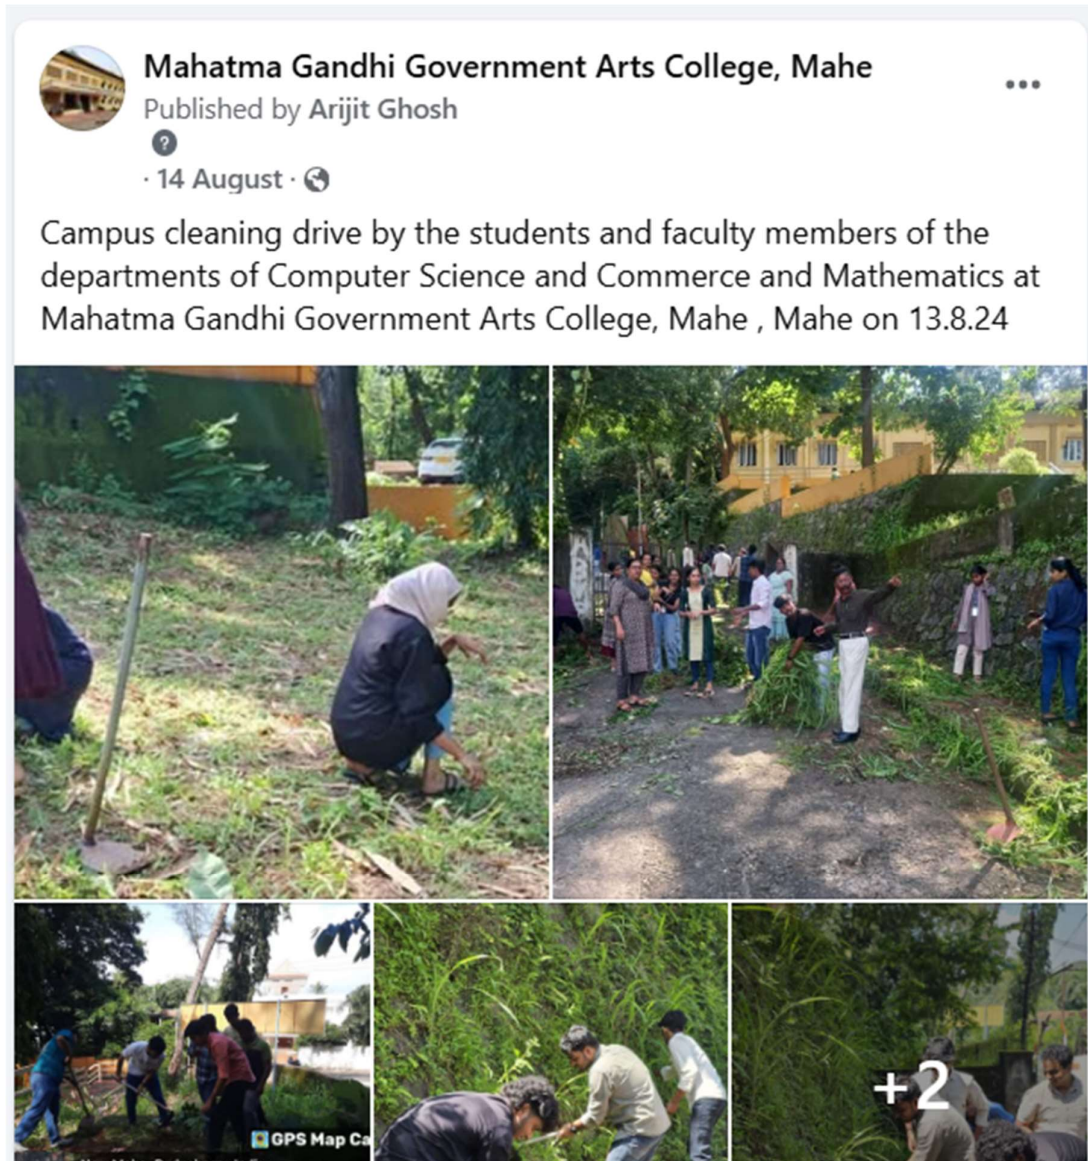 Mahatma Gandhi Government Arts College, Mahe
Published by Arijit Ghosh
?
· 14 August ·
Campus cleaning drive by the students and faculty members of the
departments of Computer Science and Commerce and Mathematics at
Mahatma Gandhi Government Arts College, Mahe , Mahe on 13.8.24
+2
GPS Map Ca